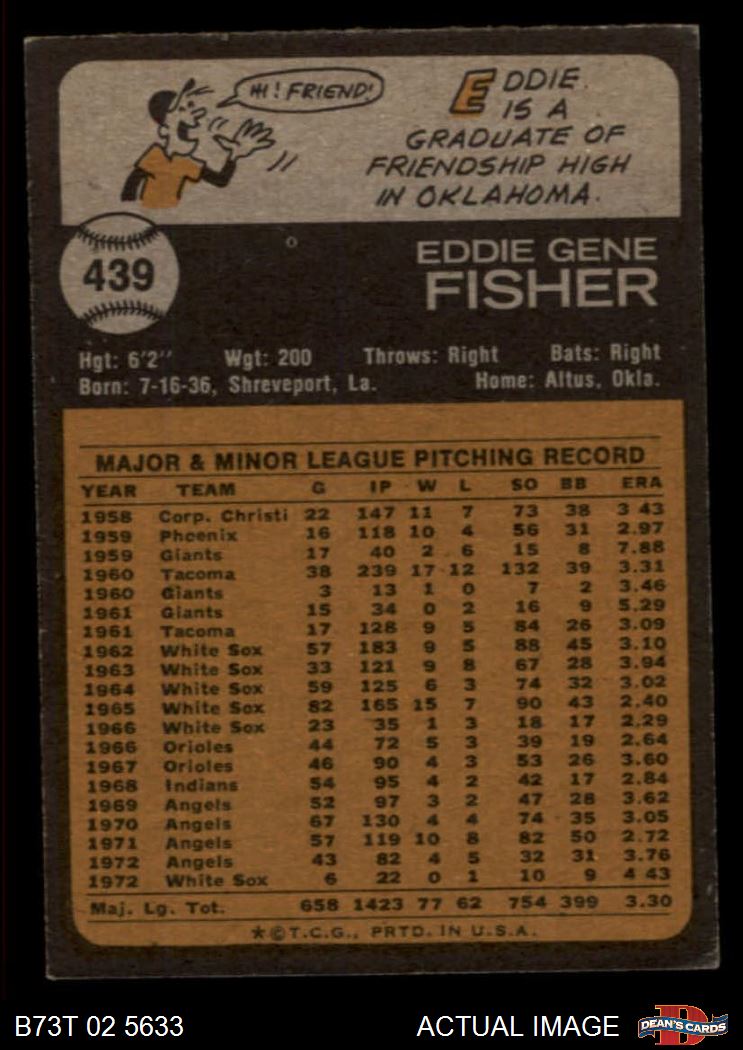 HI! FRIEND!
EDDIE
IS A
GRADUATE OF
FRIENDSHIP HIGH
IN OKLAHOMA.
439
EDDIE GENE
FISHER
Hgt: 6'2" Wgt: 200 Throws: Right Bats: Right
Born: 7-16-36, Shreveport, La. Home: Altus, Okla.
MAJOR & MINOR LEAGUE PITCHING RECORD
YEAR TEAM G IP W L SO BB ERA
1958 Corp. Christi 22 147 11 7 73 38 3 43
1959 Phoenix 16 118 10 4 56 31 2.97
1959 Giants 17 40 2 6 15 8 7.88
1960 Tacoma 38 239 17 12 132 39 3.31
1960 Giants 3 13 1 0 7 2 3.46
1961 Giants 15 34 0 2 16 9 5.29
1961 Tacoma 17 128 9 5 84 26 3.09
1962 White Sox 57 183 9 5 88 45 3.10
1963 White Sox 33 121 9 8 67 28 3.94
1964 White Sox 59 125 6 3 74 32 3.02
1965 White Sox 82 165 15 7 90 43 2.40
1966 White Sox 23 35 1 3 18 17 2.29
1966 Orioles 44 72 5 3 39 19 2.64
1967 Orioles 46 90 4 3 53 26 3.60
1968 Indians 54 95 4 2 42 17 2.84
1969 Angels 52 97 3 2 47 28 3.62
1970 Angels 67 130 4 4 74 35 3.05
1971 Angels 57 119 10 8 82 50 2.72
1972 Angels 43 82 4 5 32 31 3.76
1972 White Sox 6 22 0 1 10 9 4 43
Maj. Lg. Tot. 658 1423 77 62 754 399 3.30
★©T.C.G., PRTD. IN U.S.A.
B73T 02 5633 ACTUAL IMAGE
D
DEAN'S CARDS